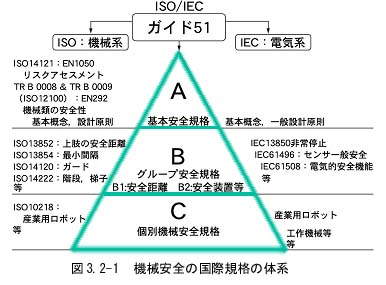 ISO/IEC
ガイド51
ISO：機械系
IEC：電気系
ISO14121：EN1050
リスクアセスメント
TR B 0008 & TR B 0009
（ISO12100）：EN292
機械類の安全性
基本概念，設計原則
A
基本安全規格
基本概念，一般設計原則
ISO13852：上肢の安全距離
ISO13854：最小間隔
ISO14120：ガード
ISO14222：階段，梯子
等
B
グループ安全規格
B1:安全距離　B2:安全装置等
IEC13850非常停止
IEC61496：センサ一般安全
IEC61508：電気的安全機能
等
ISO10218：
産業用ロボット
等
C
個別機械安全規格
産業用ロボット
工作機械等
等
図3.2-1　機械安全の国際規格の体系